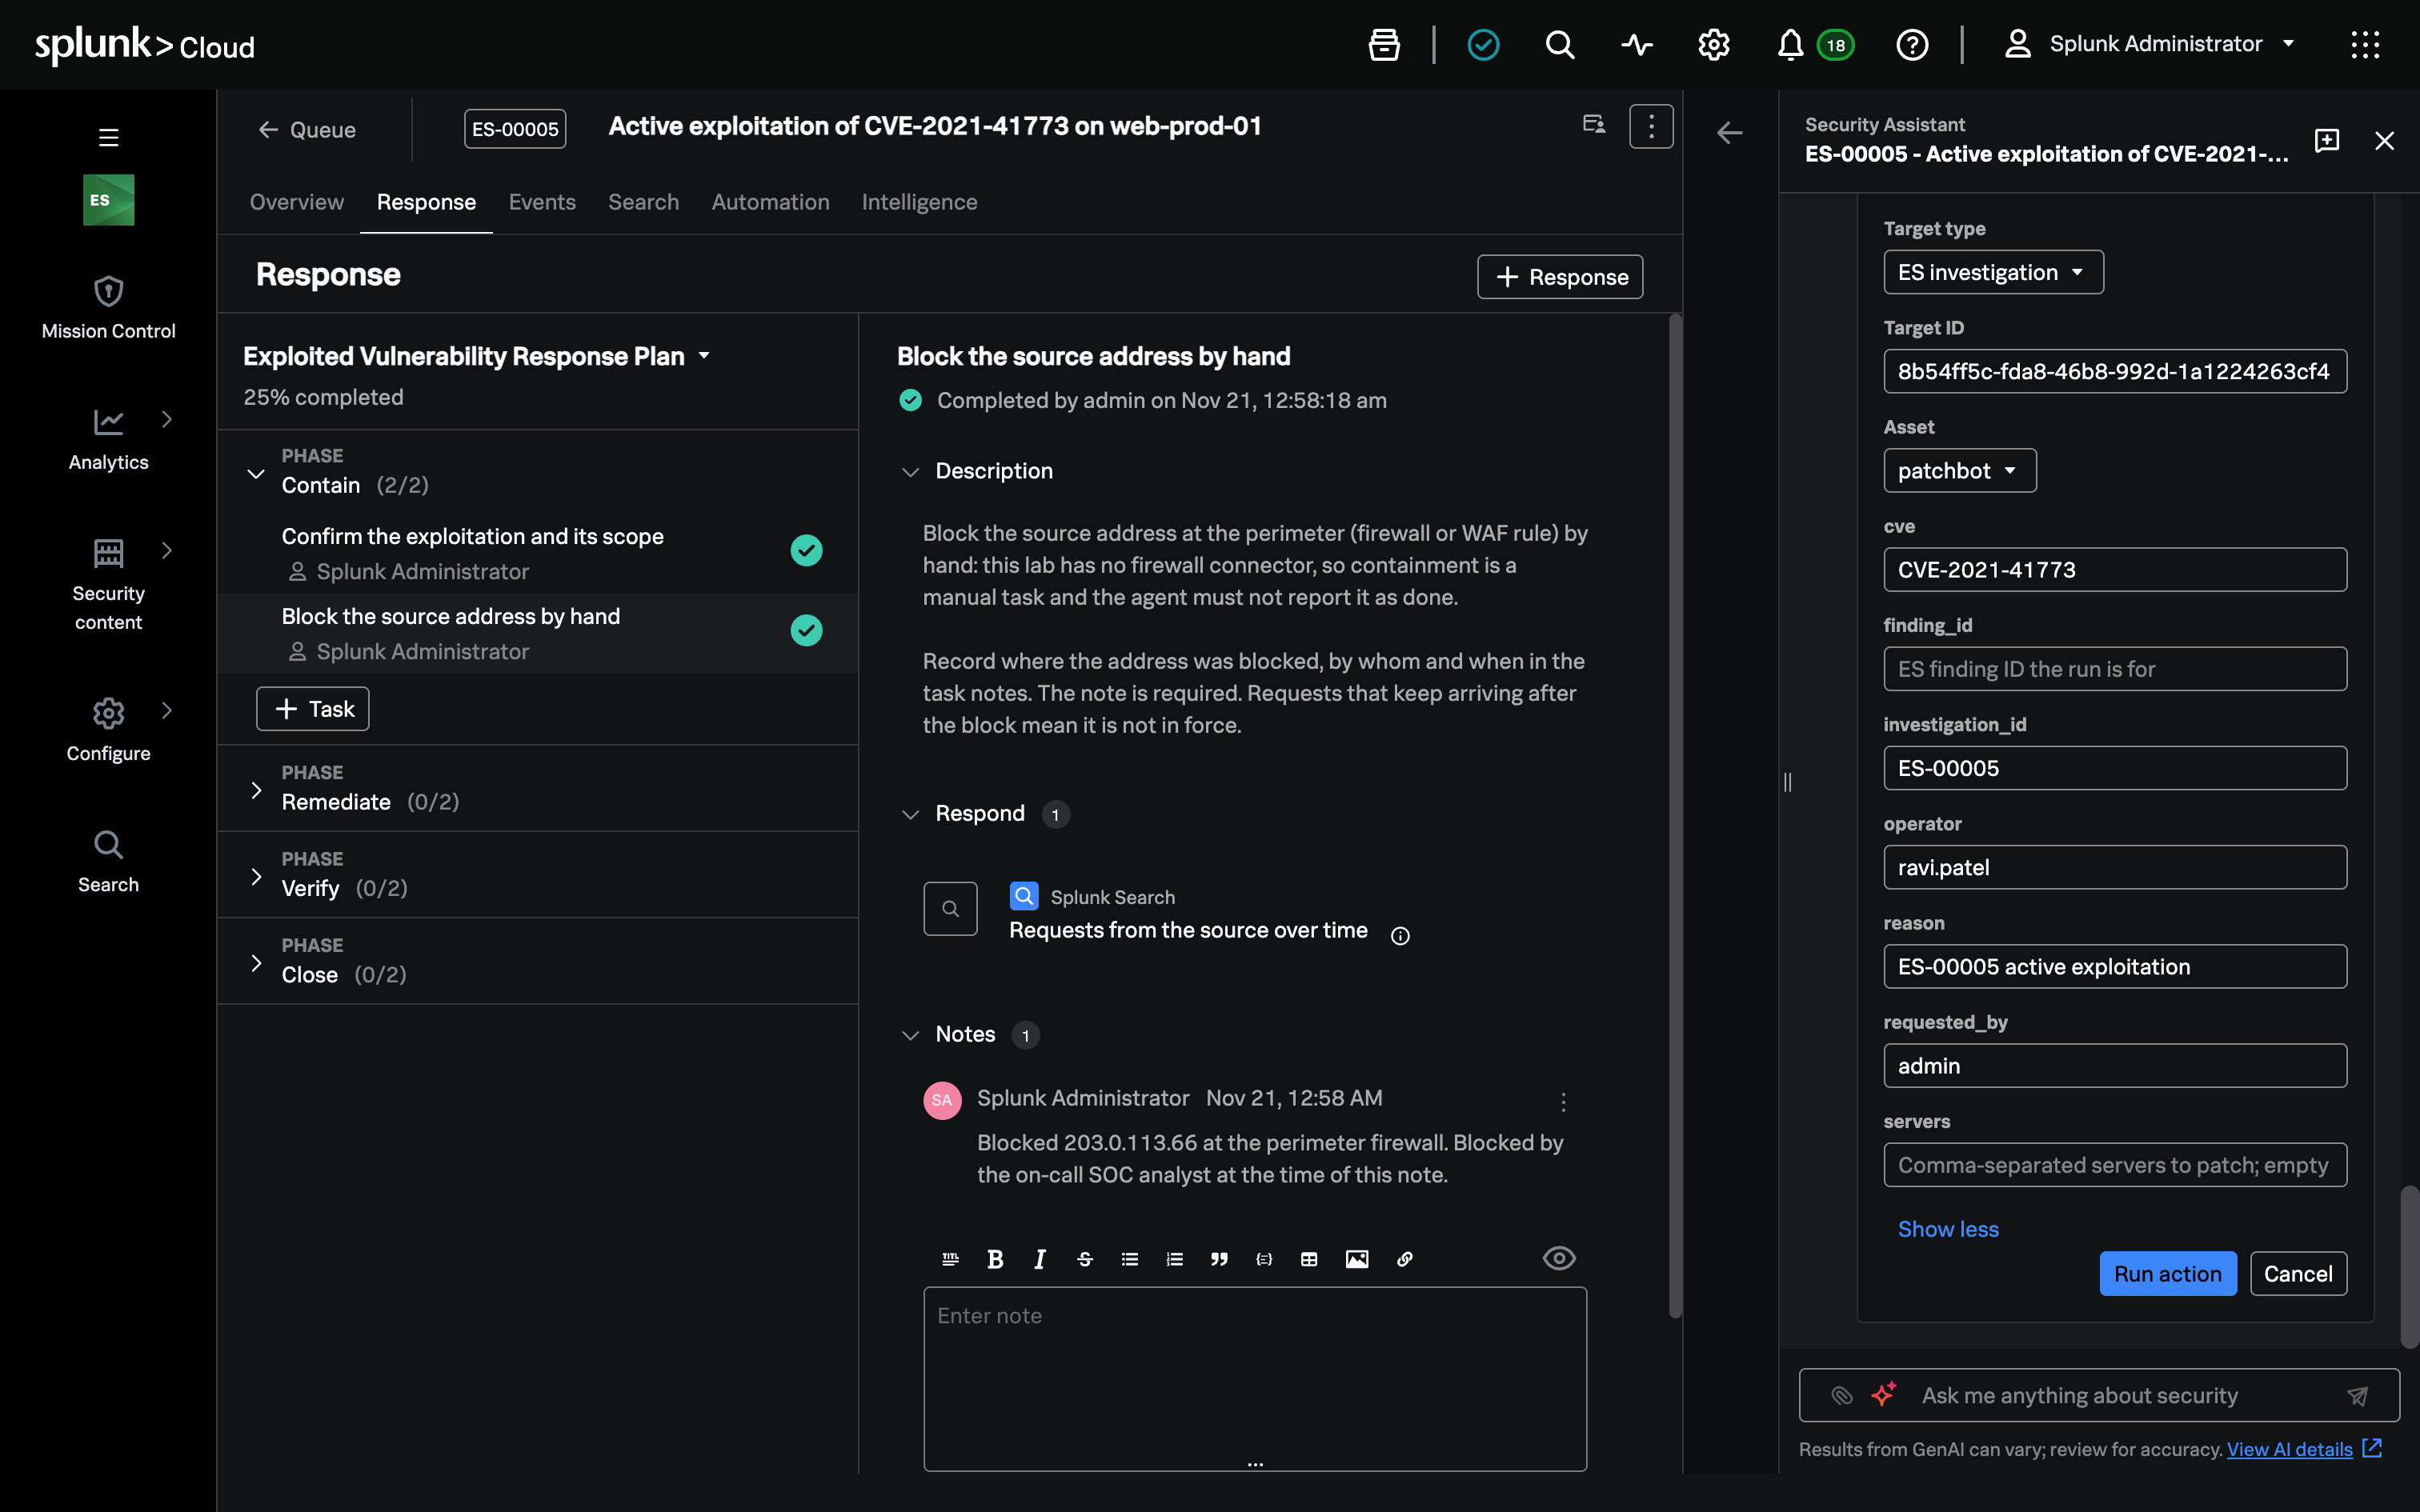 splunk> Cloud
18
Splunk Administrator
ES
Mission Control
Analytics
Security
content
Configure
Search
Queue
ES-00005
Active exploitation of CVE-2021-41773 on web-prod-01
Overview
Response
Events
Search
Automation
Intelligence
Response
Response
Exploited Vulnerability Response Plan
25% completed
PHASE
Contain (2/2)
Confirm the exploitation and its scope
Splunk Administrator
Block the source address by hand
Splunk Administrator
Task
PHASE
Remediate (0/2)
PHASE
Verify (0/2)
PHASE
Close (0/2)
Block the source address by hand
Completed by admin on Nov 21, 12:58:18 am
Description
Block the source address at the perimeter (firewall or WAF rule) by
hand: this lab has no firewall connector, so containment is a
manual task and the agent must not report it as done.
Record where the address was blocked, by whom and when in the
task notes. The note is required. Requests that keep arriving after
the block mean it is not in force.
Respond 1
Splunk Search
Requests from the source over time
Notes 1
SA
Splunk Administrator Nov 21, 12:58 AM
Blocked 203.0.113.66 at the perimeter firewall. Blocked by
the on-call SOC analyst at the time of this note.
Enter note
Security Assistant
ES-00005 - Active exploitation of CVE-2021-...
Target type
ES investigation
Target ID
8b54ff5c-fda8-46b8-992d-1a1224263cf4
Asset
patchbot
cve
CVE-2021-41773
finding_id
ES finding ID the run is for
investigation_id
ES-00005
operator
ravi.patel
reason
ES-00005 active exploitation
requested_by
admin
servers
Comma-separated servers to patch; empty
Show less
Run action
Cancel
Ask me anything about security
Results from GenAI can vary; review for accuracy. View AI details